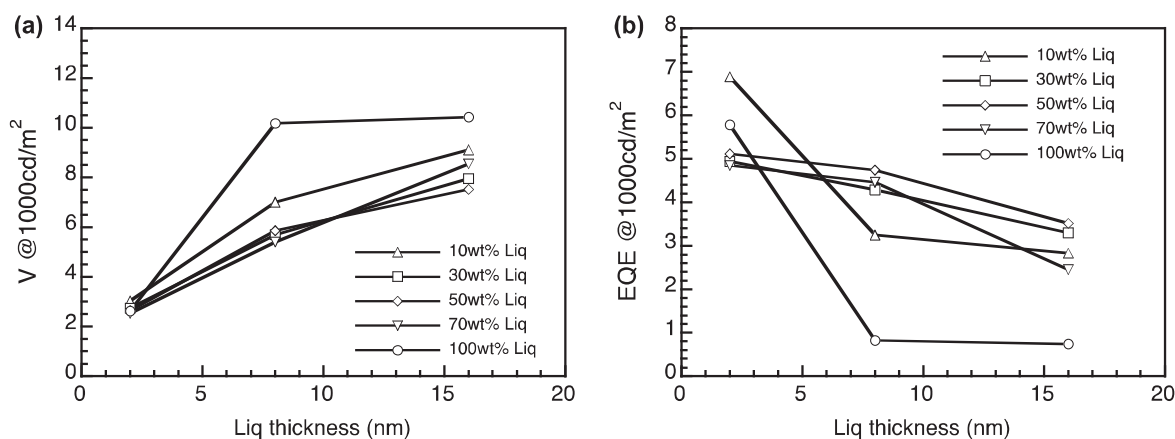 (a)
V @1000cd/m²
14
12
10
8
6
4
2
0
0 5 10 15 20
Liq thickness (nm)
10wt% Liq
30wt% Liq
50wt% Liq
70wt% Liq
100wt% Liq
(b)
EQE @1000cd/m²
8
7
6
5
4
3
2
1
0
0 5 10 15 20
Liq thickness (nm)
10wt% Liq
30wt% Liq
50wt% Liq
70wt% Liq
100wt% Liq